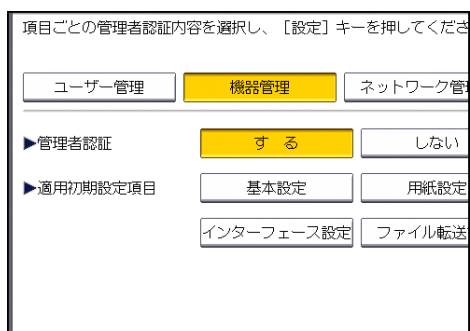 項目ごとの管理者認証内容を選択し、［設定］キーを押してくださ
ユーザー管理 機器管理 ネットワーク管
▶管理者認証 する しない
▶適用初期設定項目 基本設定 用紙設定
インターフェース設定 ファイル転送